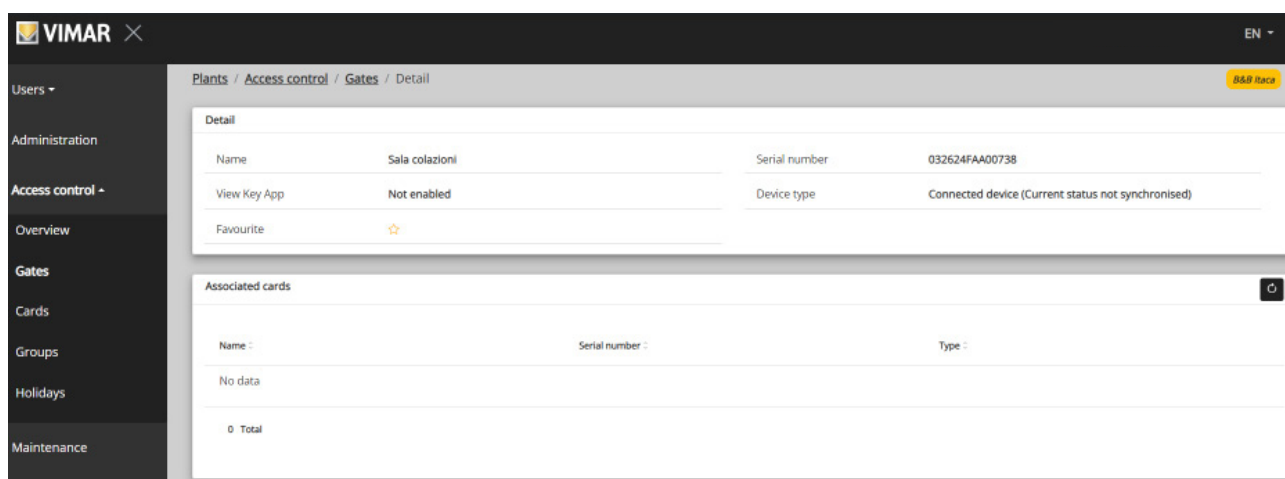 VIMAR
EN
Users
Administration
Access control
Overview
Gates
Cards
Groups
Holidays
Maintenance
Plants / Access control / Gates / Detail
B&B Itaca
Detail
Name Sala colazioni Serial number 032624FAA00738
View Key App Not enabled Device type Connected device (Current status not synchronised)
Favourite
Associated cards
Name Serial number Type
No data
0 Total